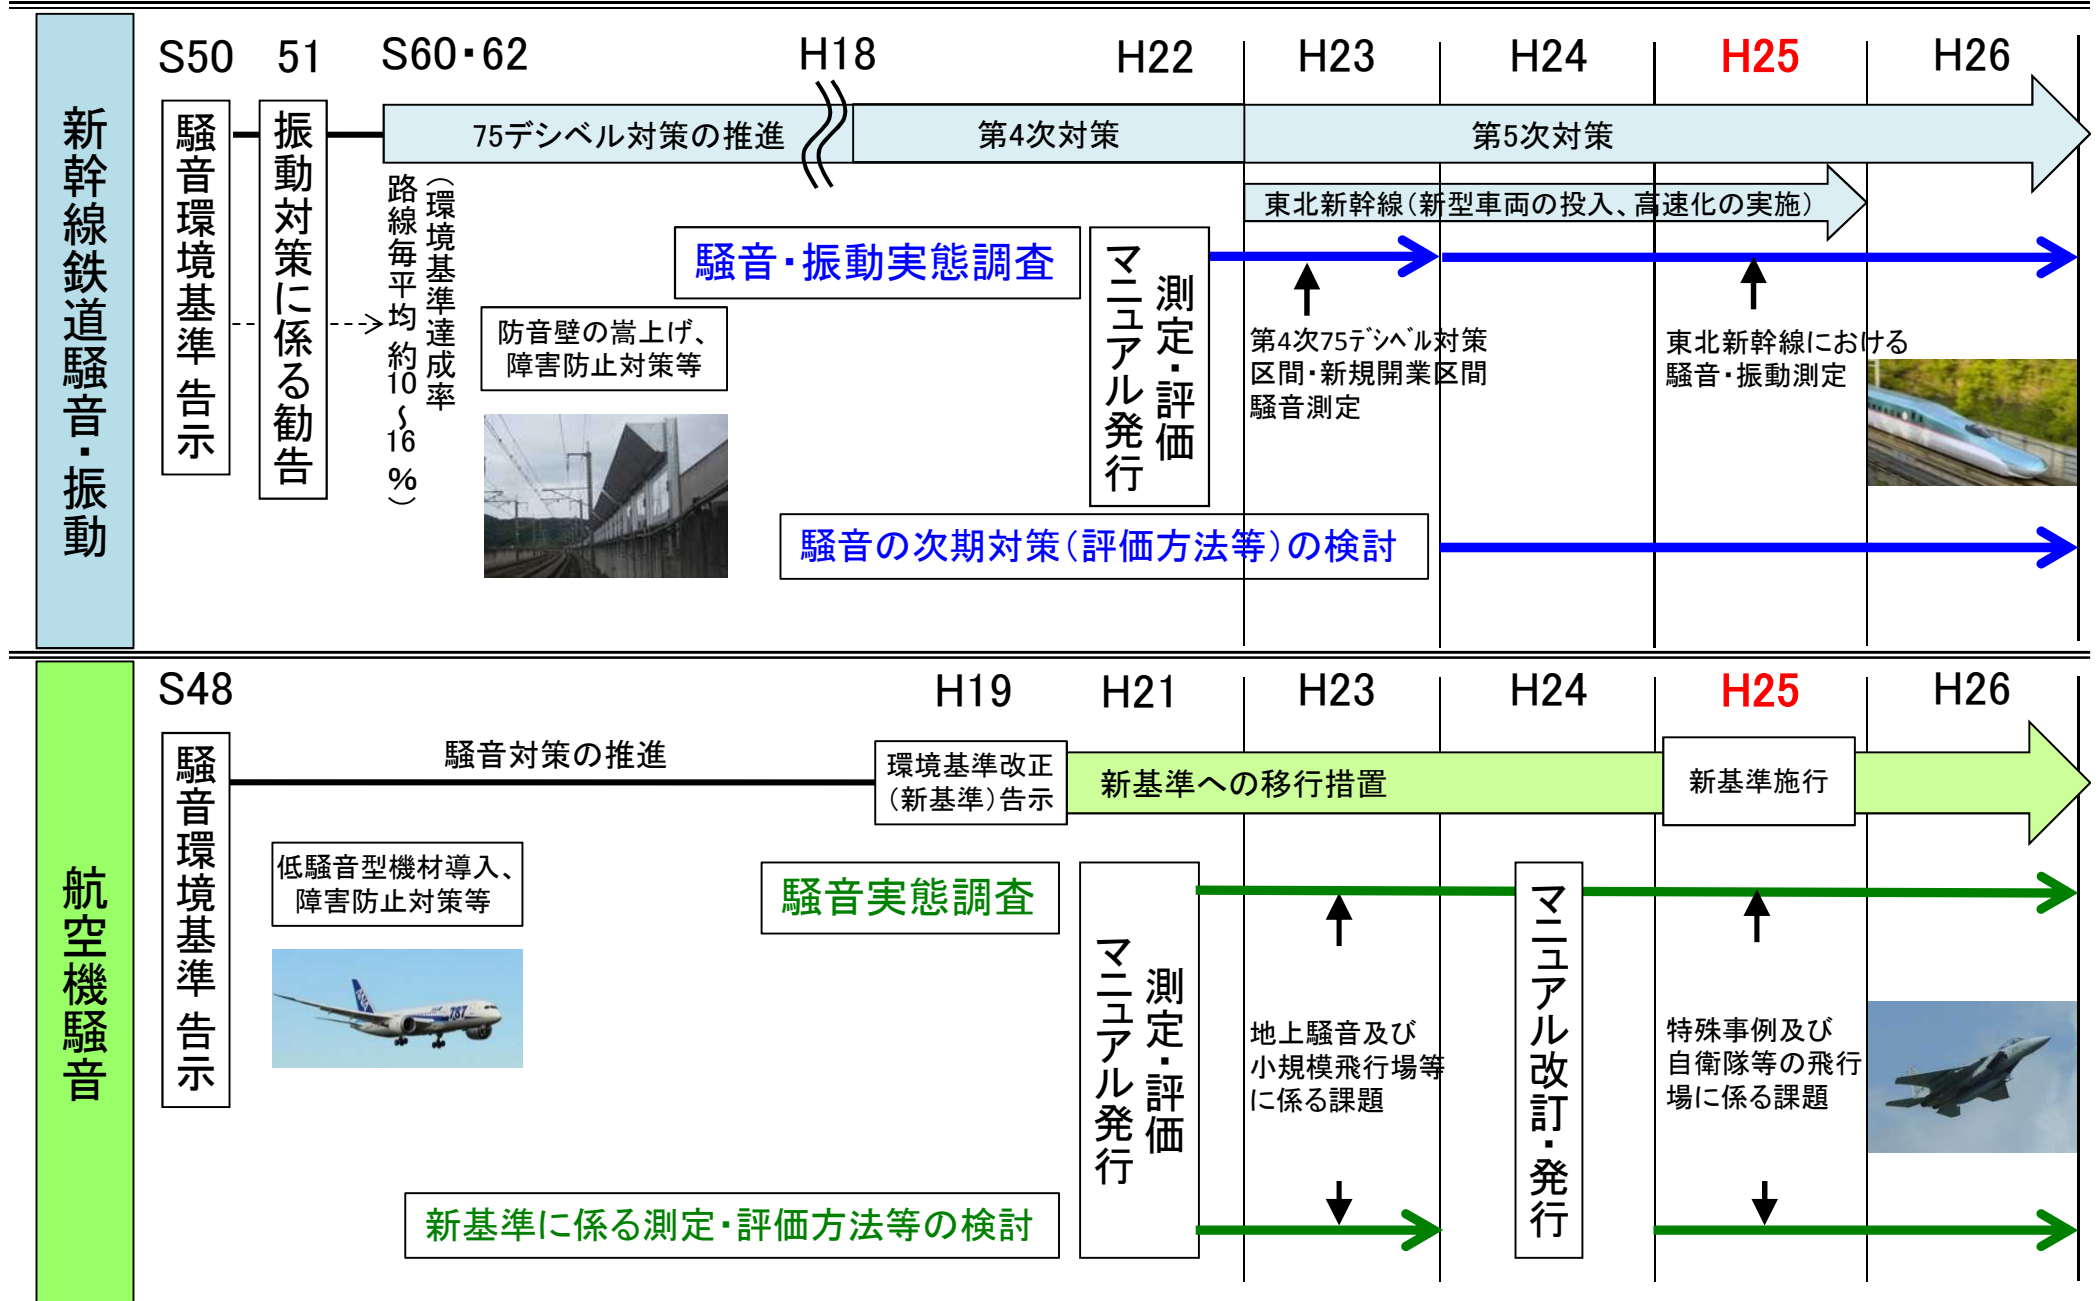 新幹線鉄道騒音・振動
S50
51
S60・62
H18
H22
H23
H24
H25
H26
騒音環境基準 告示
振動対策に係る勧告
75デシベル対策の推進
第4次対策
第5次対策
東北新幹線(新型車両の投入、高速化の実施)
(環境基準達成率
路線毎平均 約10~16%)
騒音・振動実態調査
測定・評価
マニュアル発行
防音壁の嵩上げ、
障害防止対策等
第4次75デシベル対策
区間・新規開業区間
騒音測定
東北新幹線における
騒音・振動測定
騒音の次期対策(評価方法等)の検討
航空機騒音
S48
H19
H21
H23
H24
H25
H26
騒音環境基準 告示
騒音対策の推進
環境基準改正
(新基準)告示
新基準への移行措置
新基準施行
低騒音型機材導入、
障害防止対策等
騒音実態調査
測定・評価
マニュアル発行
マニュアル改訂・発行
787
地上騒音及び
小規模飛行場等
に係る課題
特殊事例及び
自衛隊等の飛行
場に係る課題
新基準に係る測定・評価方法等の検討